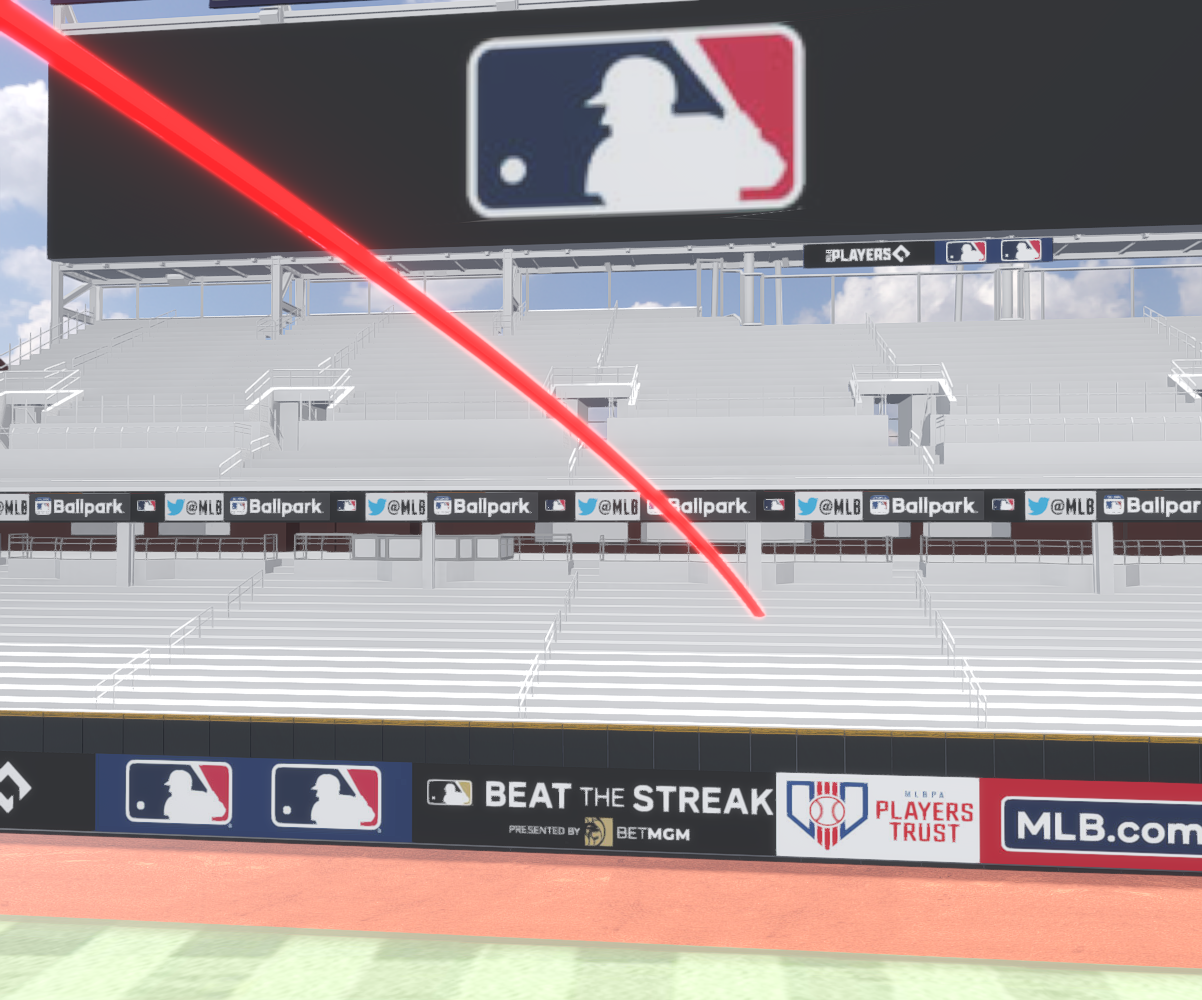 PLAYERS
@MLB Ballpark @MLB Ballpark @MLB Ballpark @MLB Ballpark @MLB Ballpark @MLB Ballpar
BEAT THE STREAK
PRESENTED BY BETMGM
MLBPA
PLAYERS
TRUST
MLB.com